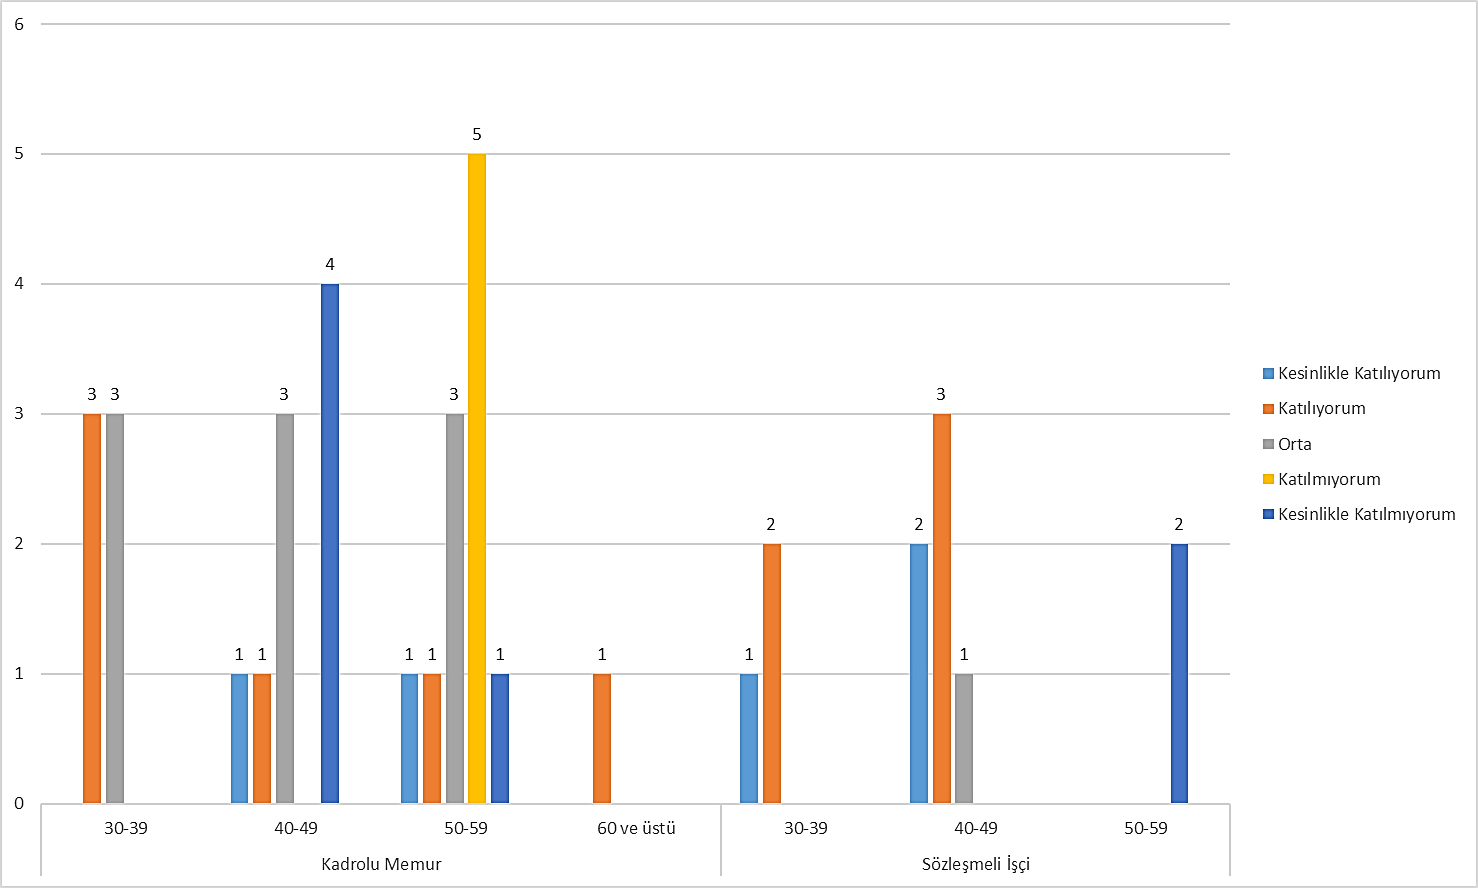 6
5
4
3
2
1
0
3 3
1 1 3 4
1 1 3 5 1
1
1 2
2 3 1
2
30-39 40-49 50-59 60 ve üstü 30-39 40-49 50-59
Kadrolu Memur Sözleşmeli İşçi
Kesinlikle Katılıyorum
Katılıyorum
Orta
Katılmıyorum
Kesinlikle Katılmıyorum